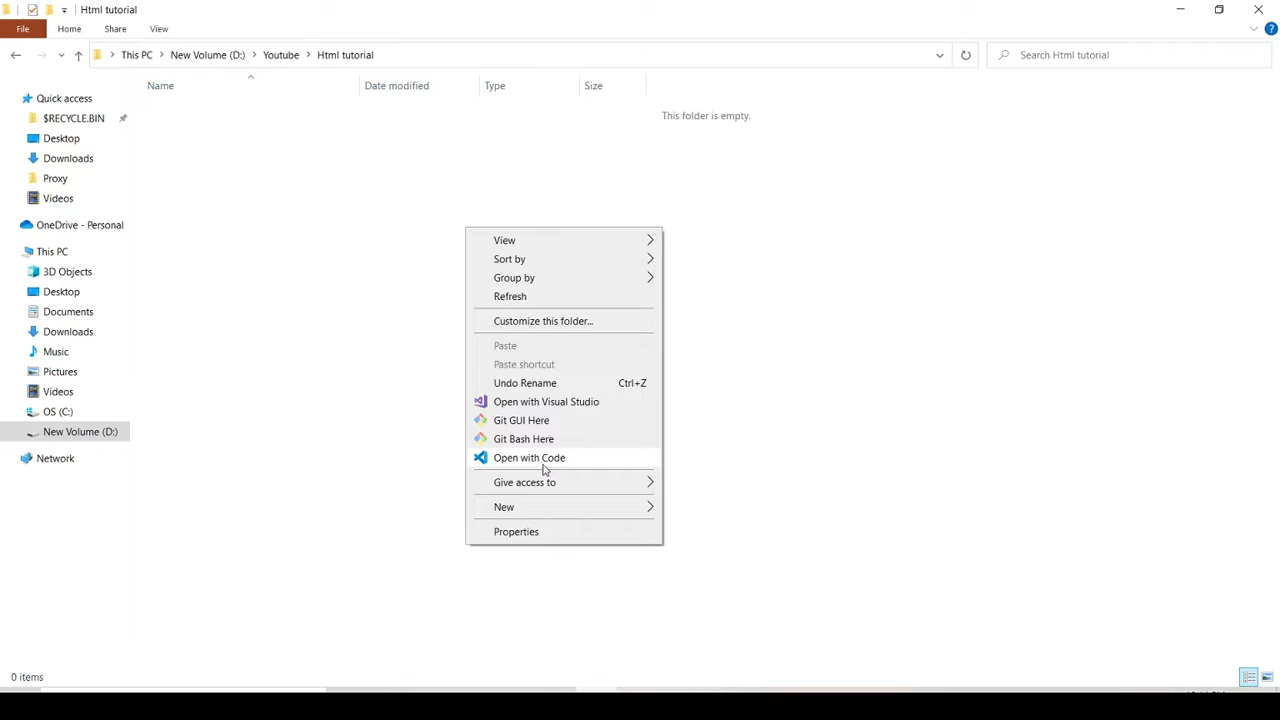 Html tutorial
File
Home
Share
View
This PC
New Volume (D:)
Youtube
Html tutorial
Search Html tutorial
Name
Date modified
Type
Size
This folder is empty.
Quick access
$RECYCLE.BIN
Desktop
Downloads
Proxy
Videos
OneDrive - Personal
This PC
3D Objects
Desktop
Documents
Downloads
Music
Pictures
Videos
OS (C:)
New Volume (D:)
Network
View
Sort by
Group by
Refresh
Customize this folder...
Paste
Paste shortcut
Undo Rename Ctrl+Z
Open with Visual Studio
Git GUI Here
Git Bash Here
Open with Code
Give access to
New
Properties
0 items